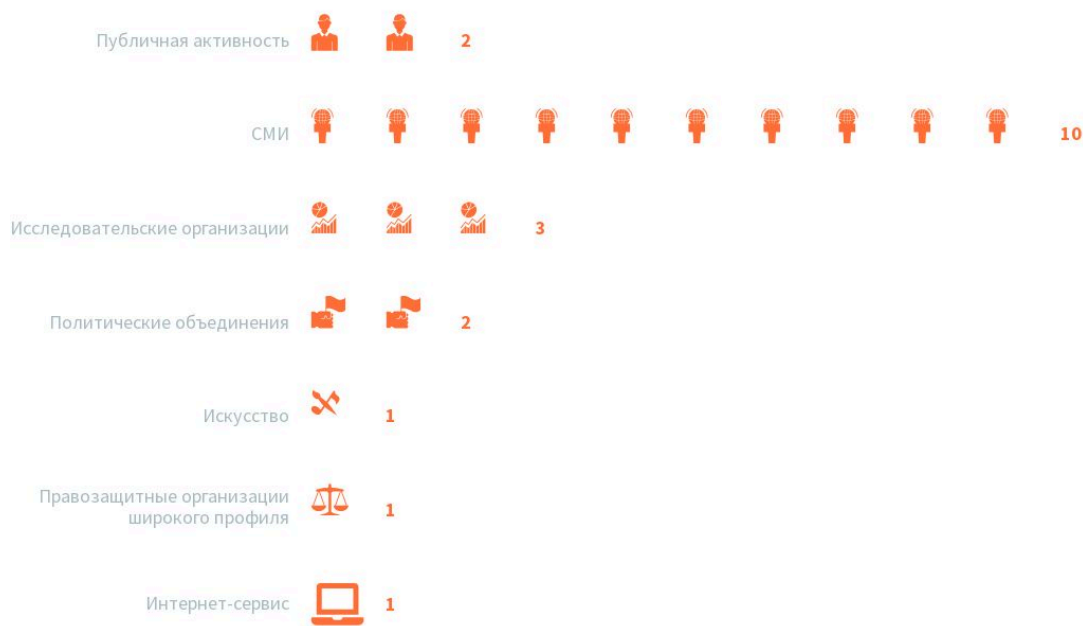 Публичная активность 2
СМИ 10
Исследовательские организации 3
Политические объединения 2
Искусство 1
Правозащитные организации
широкого профиля 1
Интернет-сервис 1